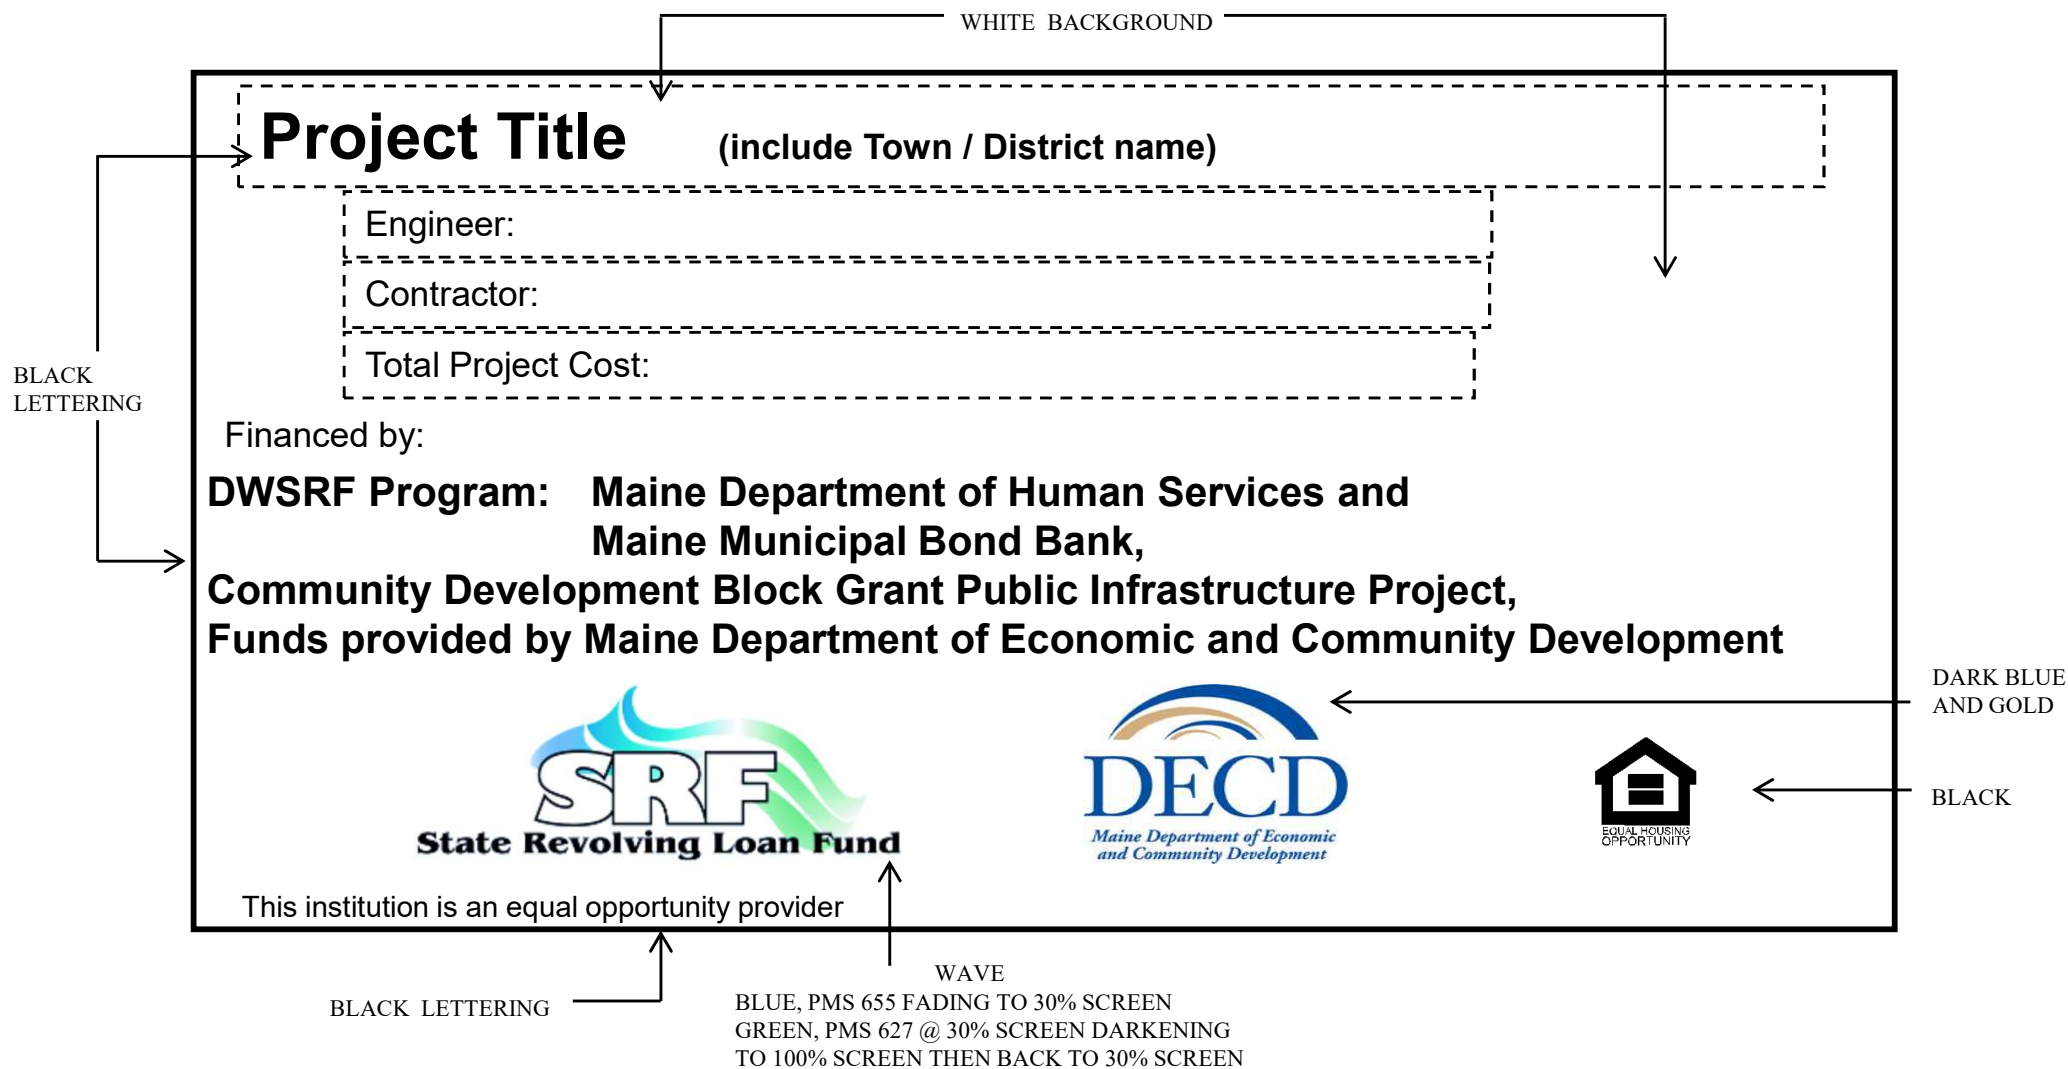 WHITE BACKGROUND
Project Title (include Town / District name)
Engineer:
Contractor:
Total Project Cost:
BLACK
LETTERING
Financed by:
DWSRF Program: Maine Department of Human Services and
Maine Municipal Bond Bank,
Community Development Block Grant Public Infrastructure Project,
Funds provided by Maine Department of Economic and Community Development
DARK BLUE
AND GOLD
SRF
State Revolving Loan Fund
DECD
Maine Department of Economic
and Community Development
EQUAL HOUSING
OPPORTUNITY
BLACK
This institution is an equal opportunity provider
BLACK LETTERING
WAVE
BLUE, PMS 655 FADING TO 30% SCREEN
GREEN, PMS 627 @ 30% SCREEN DARKENING
TO 100% SCREEN THEN BACK TO 30% SCREEN